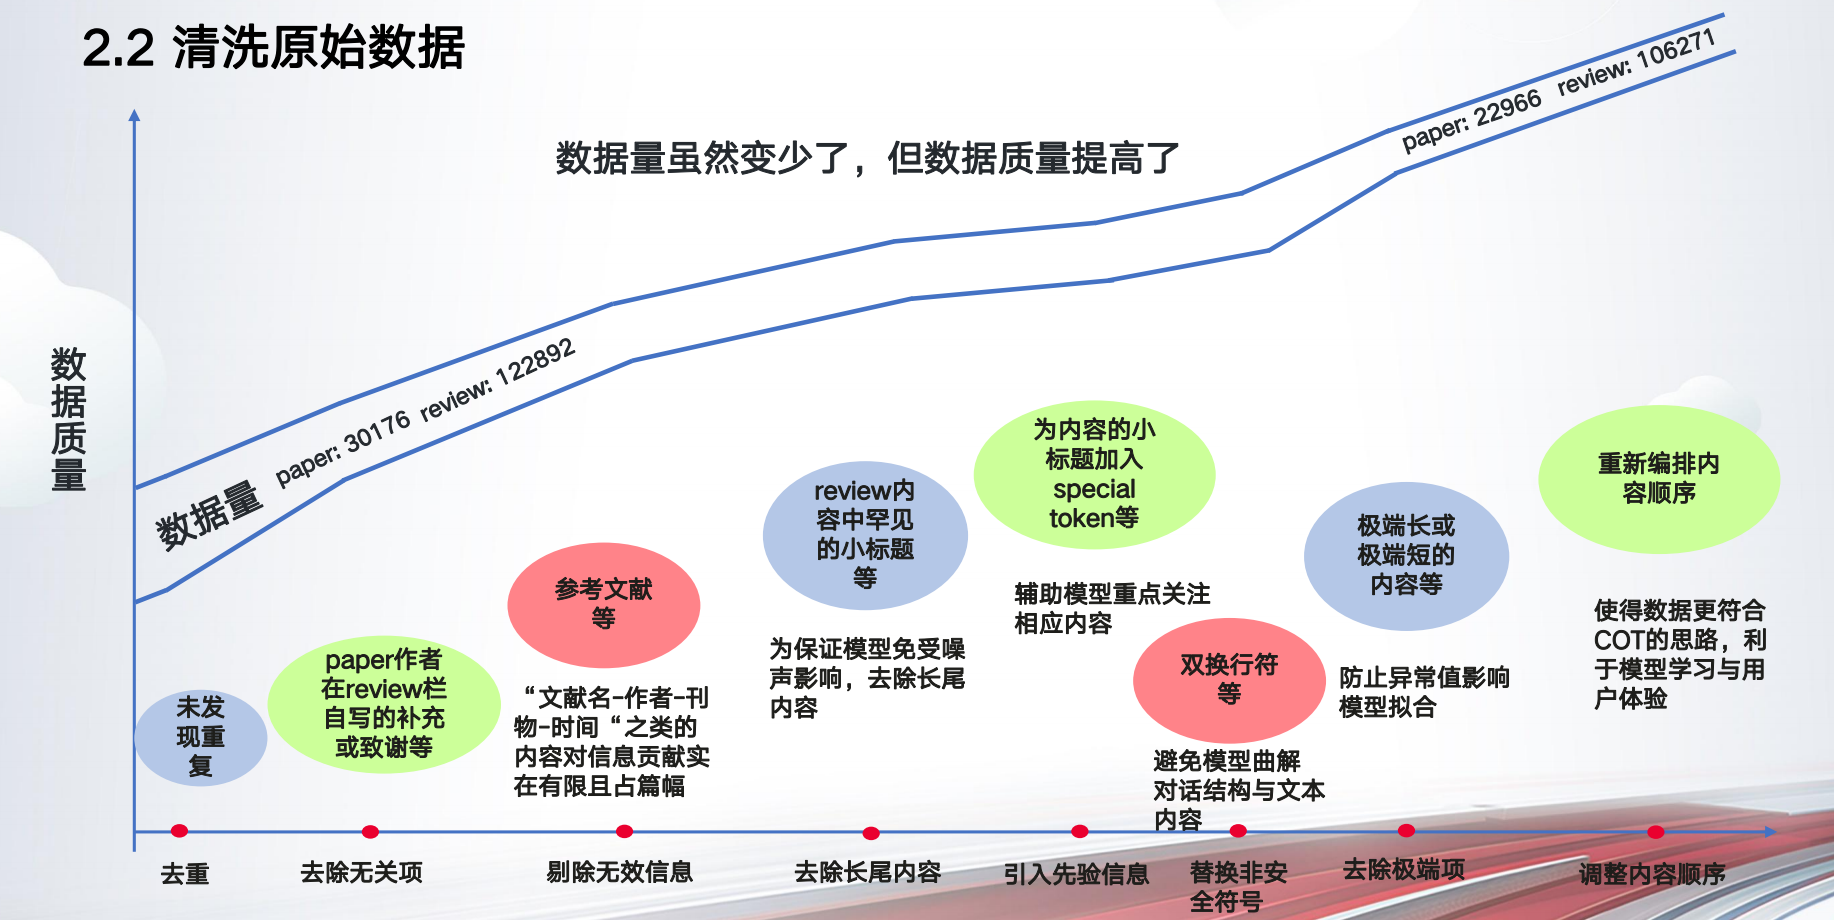 2.2 清洗原始数据
数据量虽然变少了，但数据质量提高了
paper: 22966 review: 106271
数据质量
数据量 paper: 30176 review: 122892
未发
现重
复
paper作者
在review栏
自写的补充
或致谢等
参考文献
等
“文献名-作者-刊
物-时间“之类的
内容对信息贡献实
在有限且占篇幅
review内
容中罕见
的小标题
等
为保证模型免受噪
声影响，去除长尾
内容
为内容的小
标题加入
special
token等
辅助模型重点关注
相应内容
双换行符
等
避免模型曲解
对话结构与文本
内容
极端长或
极端短的
内容等
防止异常值影响
模型拟合
重新编排内
容顺序
使得数据更符合
COT的思路，利
于模型学习与用
户体验
去重
去除无关项
剔除无效信息
去除长尾内容
引入先验信息
替换非安
全符号
去除极端项
调整内容顺序